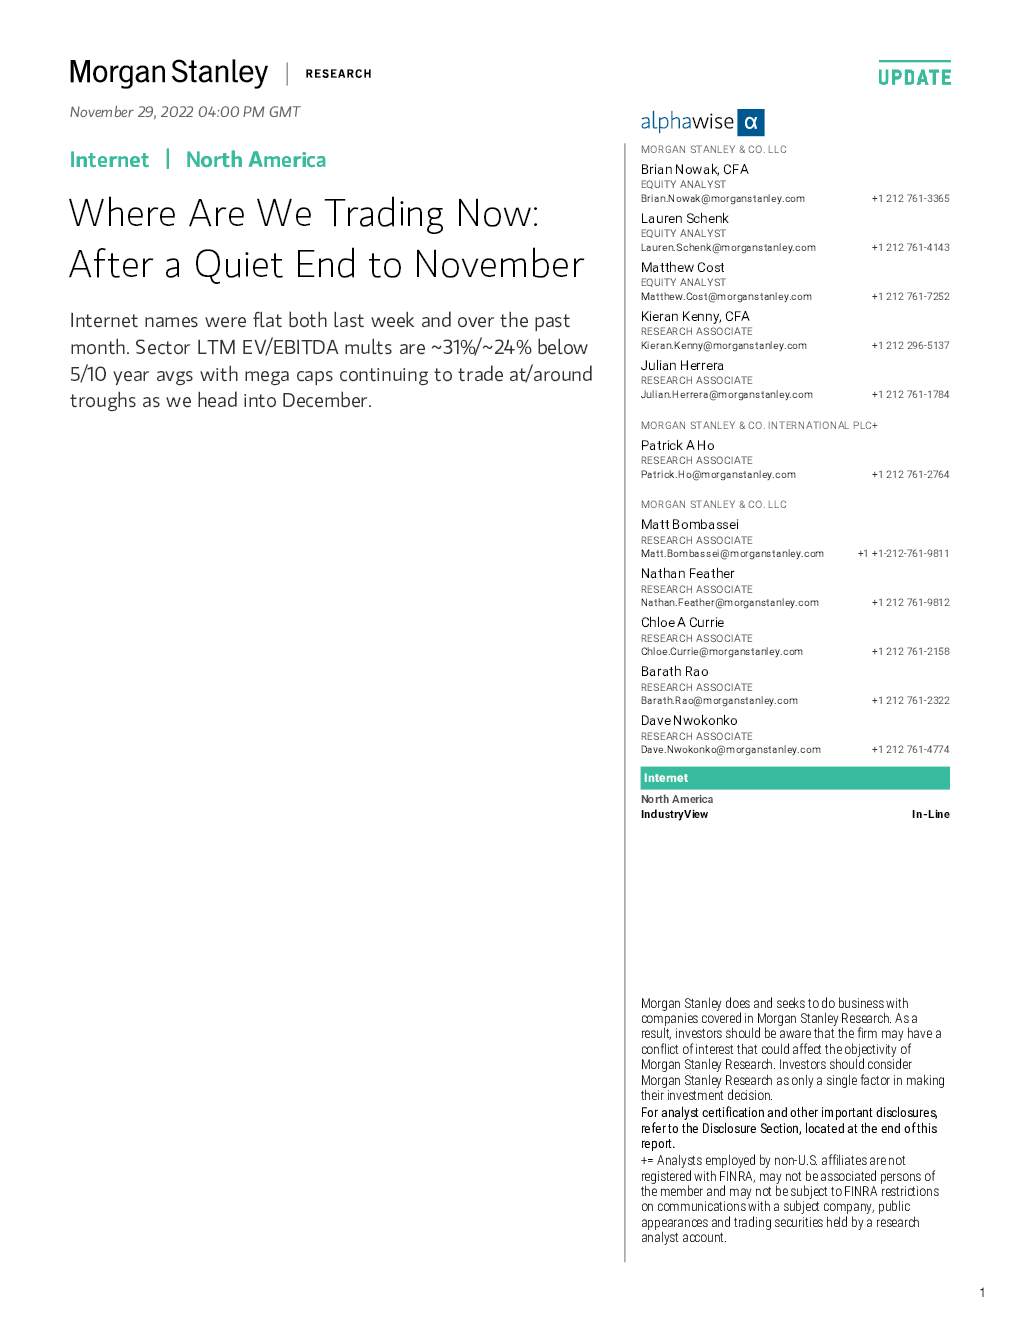 Morgan Stanley | RESEARCH
UPDATE
November 29, 2022 04:00 PM GMT
Internet | North America
Where Are We Trading Now:
After a Quiet End to November
Internet names were flat both last week and over the past
month. Sector LTM EV/EBITDA mults are ~31%/~24% below
5/10 year avgs with mega caps continuing to trade at/around
troughs as we head into December.
alphawise α
MORGAN STANLEY & CO. LLC
Brian Nowak, CFA
EQUITY ANALYST
Brian.Nowak@morganstanley.com +1 212 761-3365
Lauren Schenk
EQUITY ANALYST
Lauren.Schenk@morganstanley.com +1 212 761-4143
Matthew Cost
EQUITY ANALYST
Matthew.Cost@morganstanley.com +1 212 761-7252
Kieran Kenny, CFA
RESEARCH ASSOCIATE
Kieran.Kenny@morganstanley.com +1 212 296-5137
Julian Herrera
RESEARCH ASSOCIATE
Julian.Herrera@morganstanley.com +1 212 761-1784
MORGAN STANLEY & CO. INTERNATIONAL PLC+
Patrick A Ho
RESEARCH ASSOCIATE
Patrick.Ho@morganstanley.com +1 212 761-2764
MORGAN STANLEY & CO. LLC
Matt Bombassei
RESEARCH ASSOCIATE
Matt.Bombassei@morganstanley.com +1 +1-212-761-9811
Nathan Feather
RESEARCH ASSOCIATE
Nathan.Feather@morganstanley.com +1 212 761-9812
Chloe A Currie
RESEARCH ASSOCIATE
Chloe.Currie@morganstanley.com +1 212 761-2158
Barath Rao
RESEARCH ASSOCIATE
Barath.Rao@morganstanley.com +1 212 761-2322
Dave Nwokonko
RESEARCH ASSOCIATE
Dave.Nwokonko@morganstanley.com +1 212 761-4774
Internet
North America
IndustryView In-Line
Morgan Stanley does and seeks to do business with
companies covered in Morgan Stanley Research. As a
result, investors should be aware that the firm may have a
conflict of interest that could affect the objectivity of
Morgan Stanley Research. Investors should consider
Morgan Stanley Research as only a single factor in making
their investment decision.
For analyst certification and other important disclosures,
refer to the Disclosure Section, located at the end of this
report.
+= Analysts employed by non-U.S. affiliates are not
registered with FINRA, may not be associated persons of
the member and may not be subject to FINRA restrictions
on communications with a subject company, public
appearances and trading securities held by a research
analyst account.
1